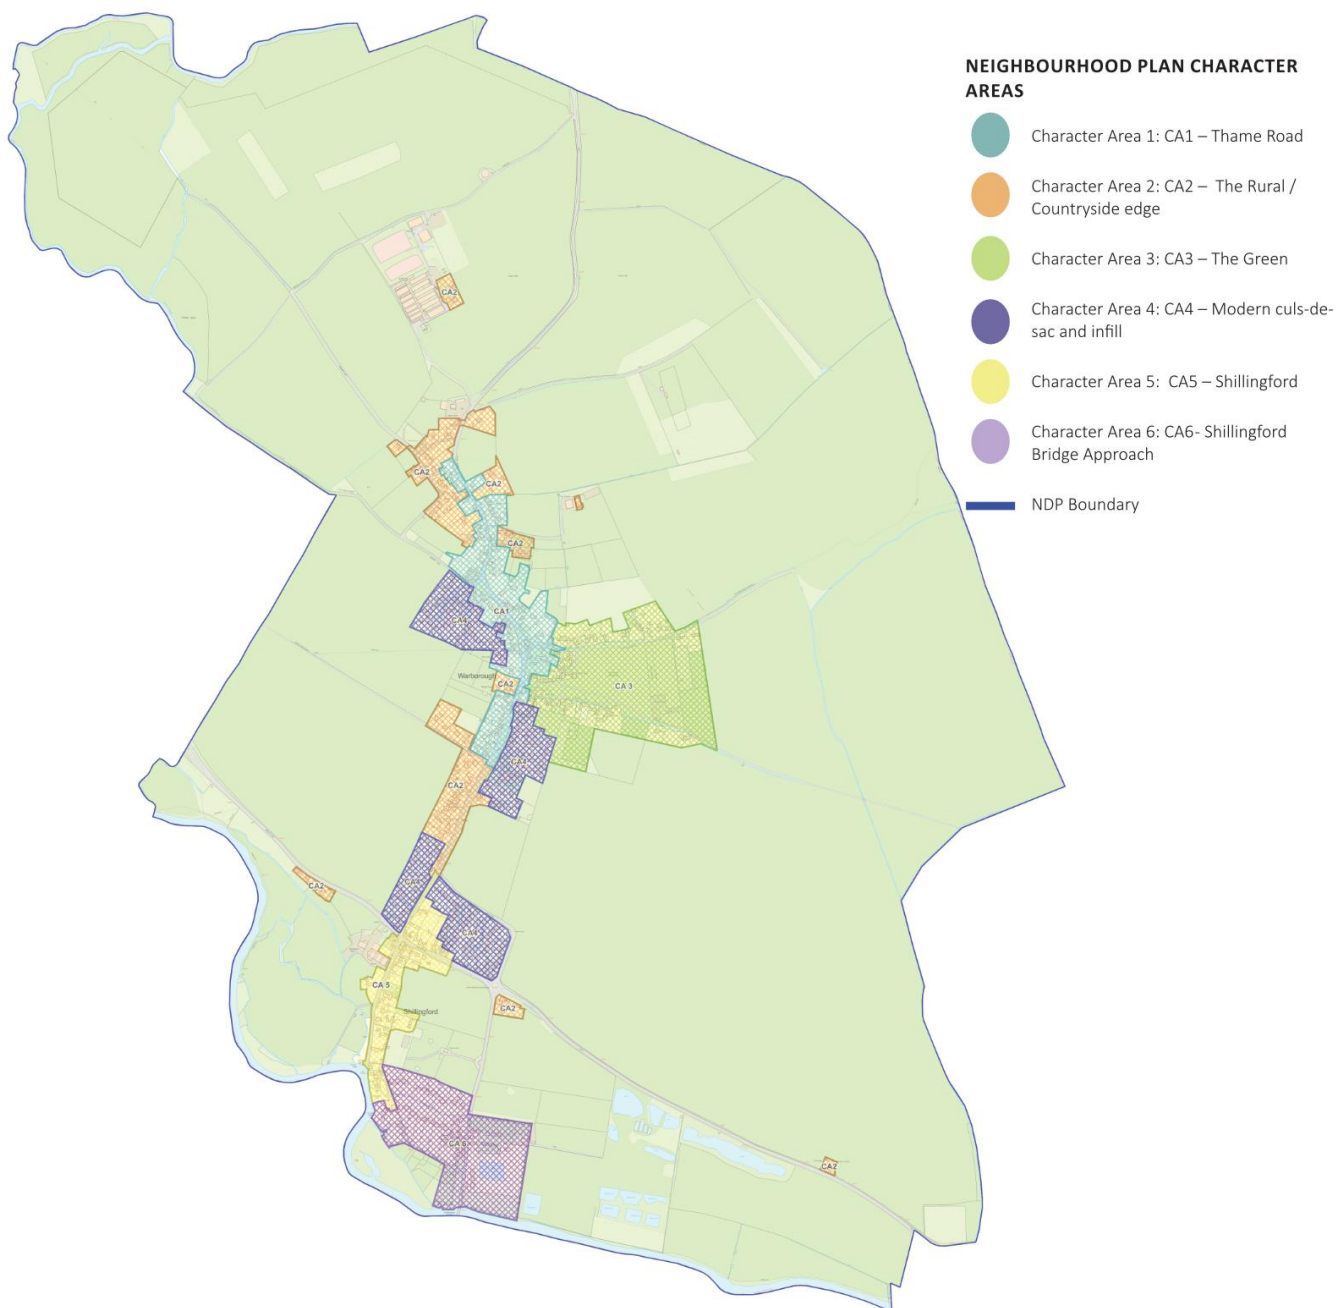 NEIGHBOURHOOD PLAN CHARACTER
AREAS
Character Area 1: CA1 – Thame Road
Character Area 2: CA2 –  The Rural /
Countryside edge
Character Area 3: CA3 – The Green
Character Area 4: CA4 – Modern culs-de-
sac and infill
Character Area 5:  CA5 – Shillingford
Character Area 6: CA6- Shillingford
Bridge Approach
NDP Boundary
CA2
CA2
CA2
CA2
CA1
CA4
Warborough
CA2
CA 3
CA4
CA2
CA4
CA2
CA4
CA 5
CA2
Shillingford
CA 6
CA2